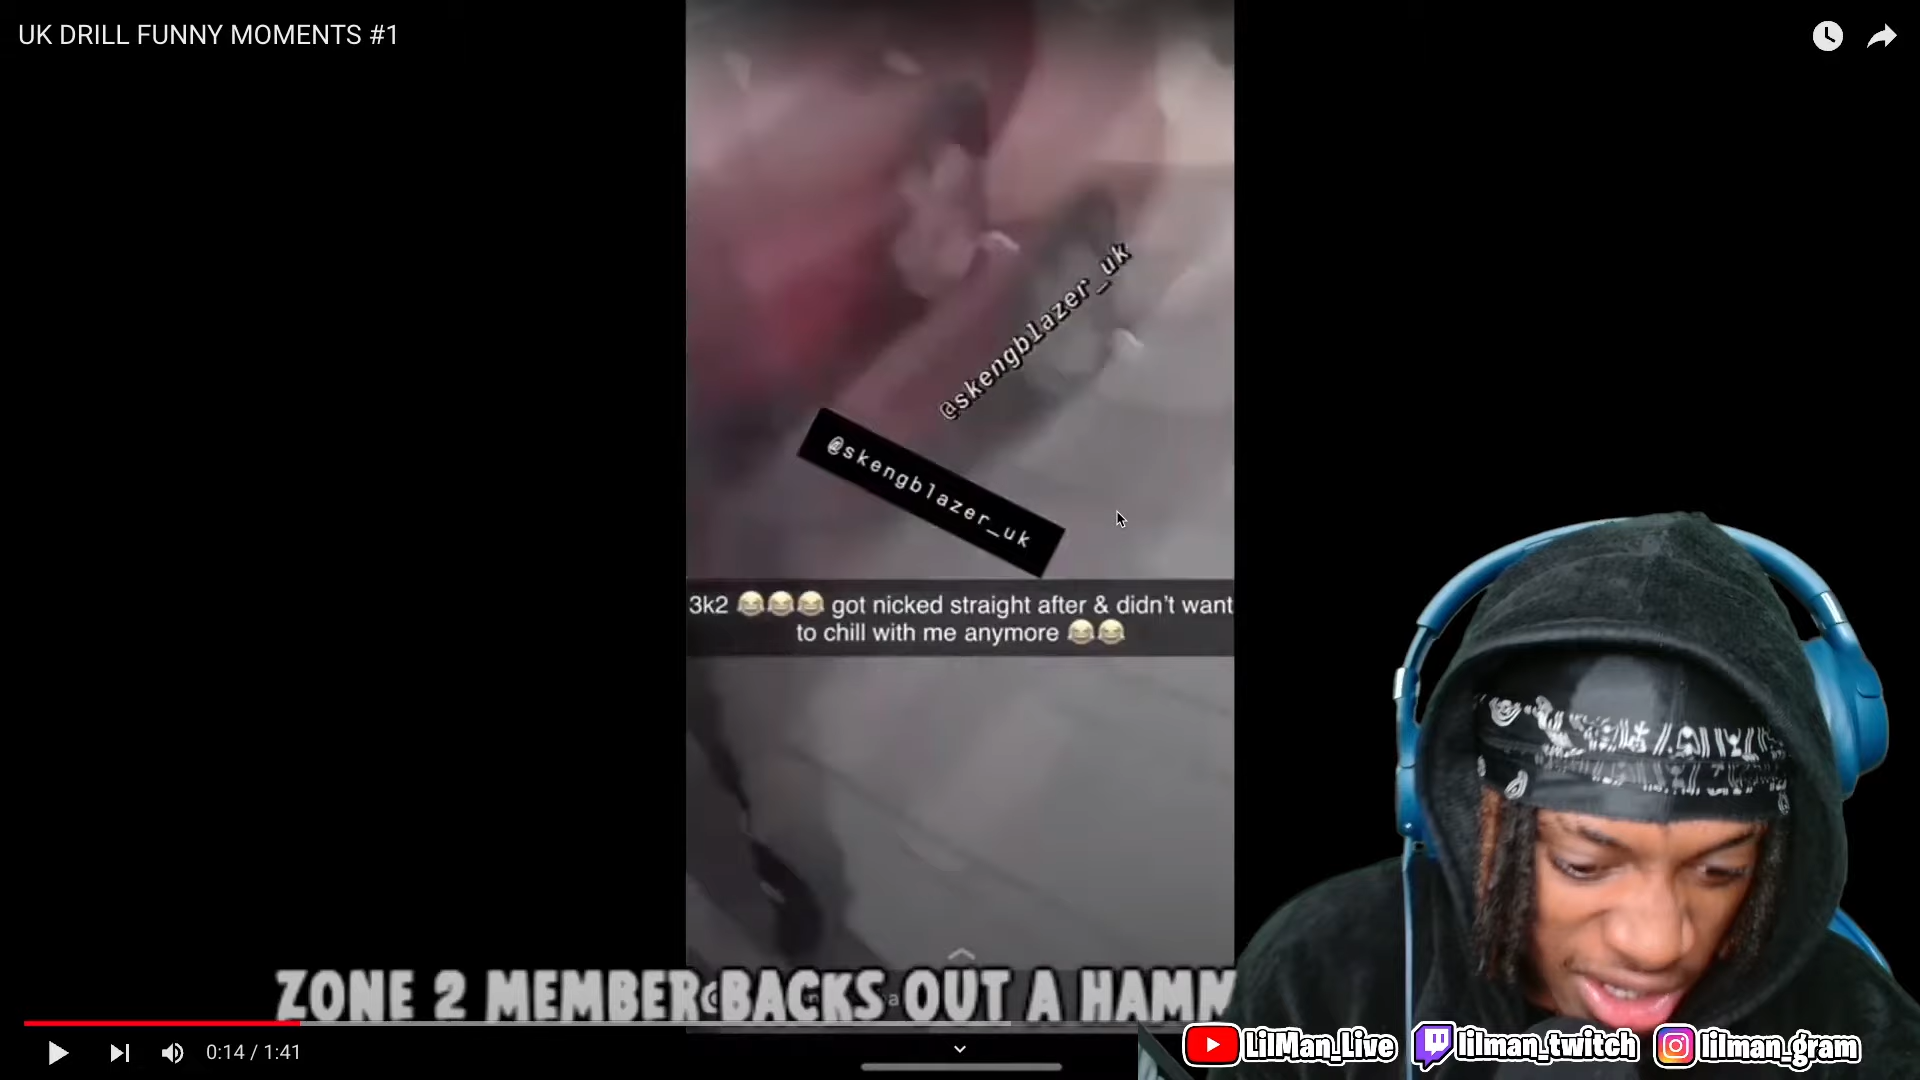 UK DRILL FUNNY MOMENTS #1
@skengblazer_uk
@skengblazer_uk
3k2 😂😂😂 got nicked straight after & didn't want
to chill with me anymore 😂😂
ZONE 2 MEMBER BACKS OUT A HAMM
0:14 / 1:41
LilMan_Live
lilman_twitch
lilman_gram